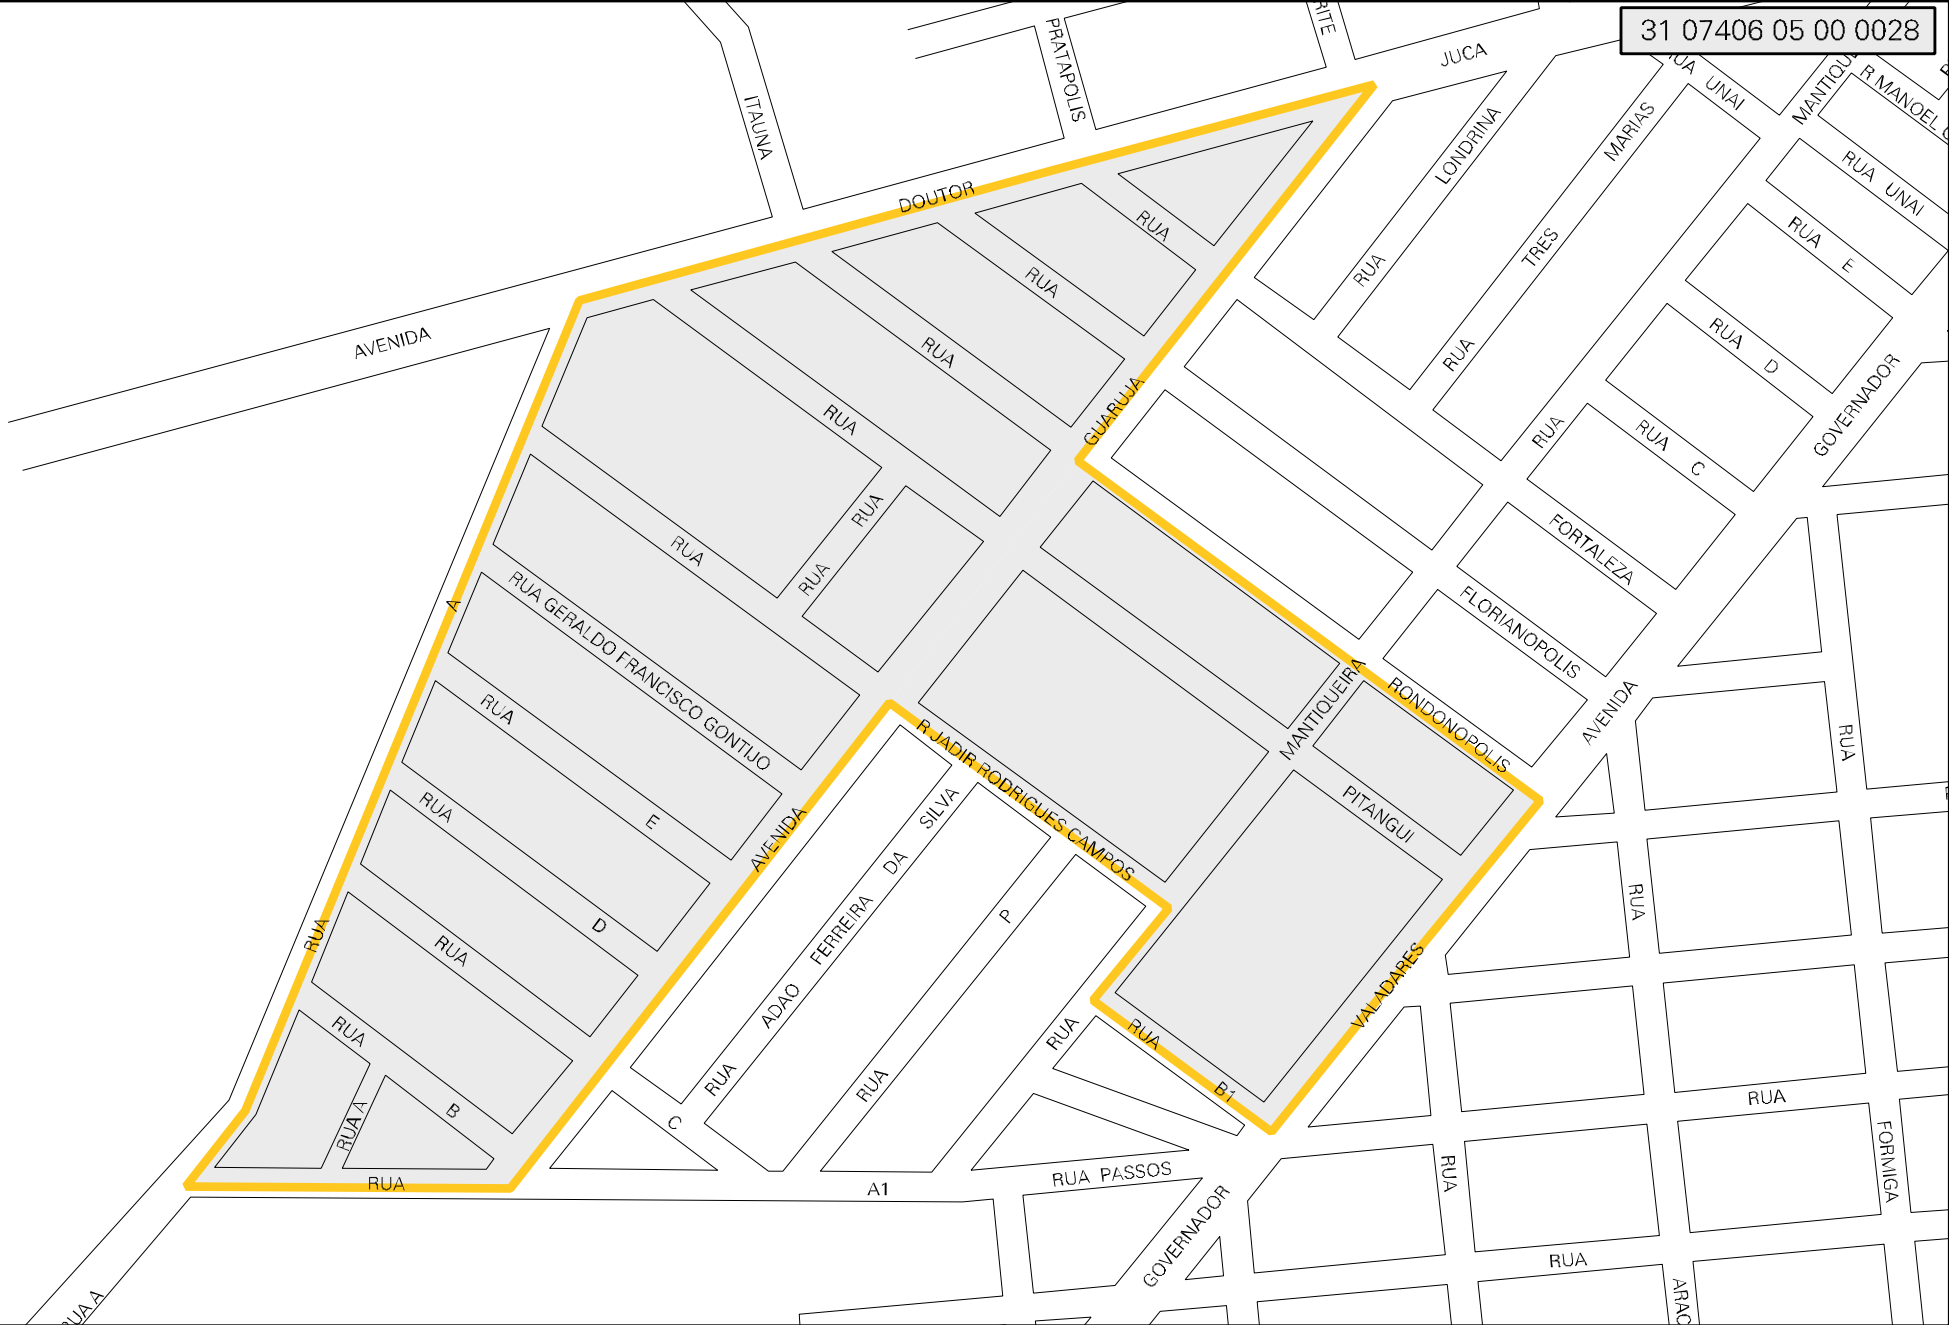 31 07406 05 00 0028
PRATAPOLIS
JUCA
RUA UNAI
R MANOEL
ITAUNA
LONDRINA
MARIAS
RUA UNAI
DOUTOR
RUA
TRES
RUA E
RUA
RUA
AVENIDA
RUA
RUA
RUA D
GUARUJA
GOVERNADOR
RUA
RUA
RUA C
RUA
RUA
FORTALEZA
RUA
A
RUA GERALDO FRANCISCO GONTIJO
FLORIANOPOLIS
RUA
MANTIQUEIRA
RONDONOPOLIS
AVENIDA
RUA
R JADIR RODRIGUES CAMPOS
RUA
E
AVENIDA
SILVA
PITANGUI
DA
RUA
RUA
D
FERREIRA
P
RUA
ADAO
VALADARES
RUA
RUA
RUA
RUA
RUA
RUA
B1
RUA A
B
C
RUA
FORMIGA
RUA
RUA
A1
RUA PASSOS
GOVERNADOR
RUA
RUA A